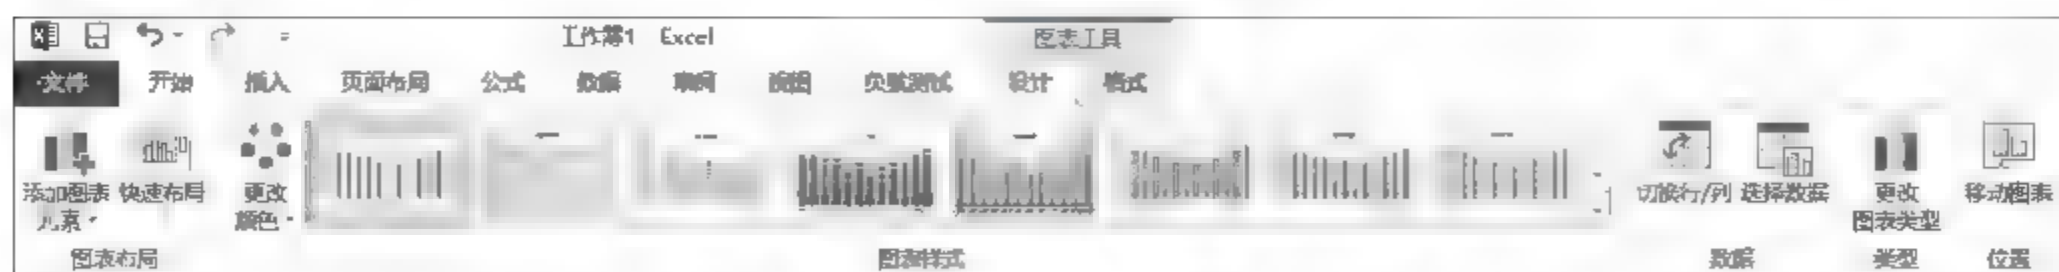 工作簿1 Excel
图表工具
文件 开始 插入 页面布局 公式 数据 审阅 视图 负载测试 设计 格式
添加图表 快速布局 更改 切换行/列 选择数据 更改 移动图表
元素 颜色 图表类型
图表布局 图表样式 数据 类型 位置